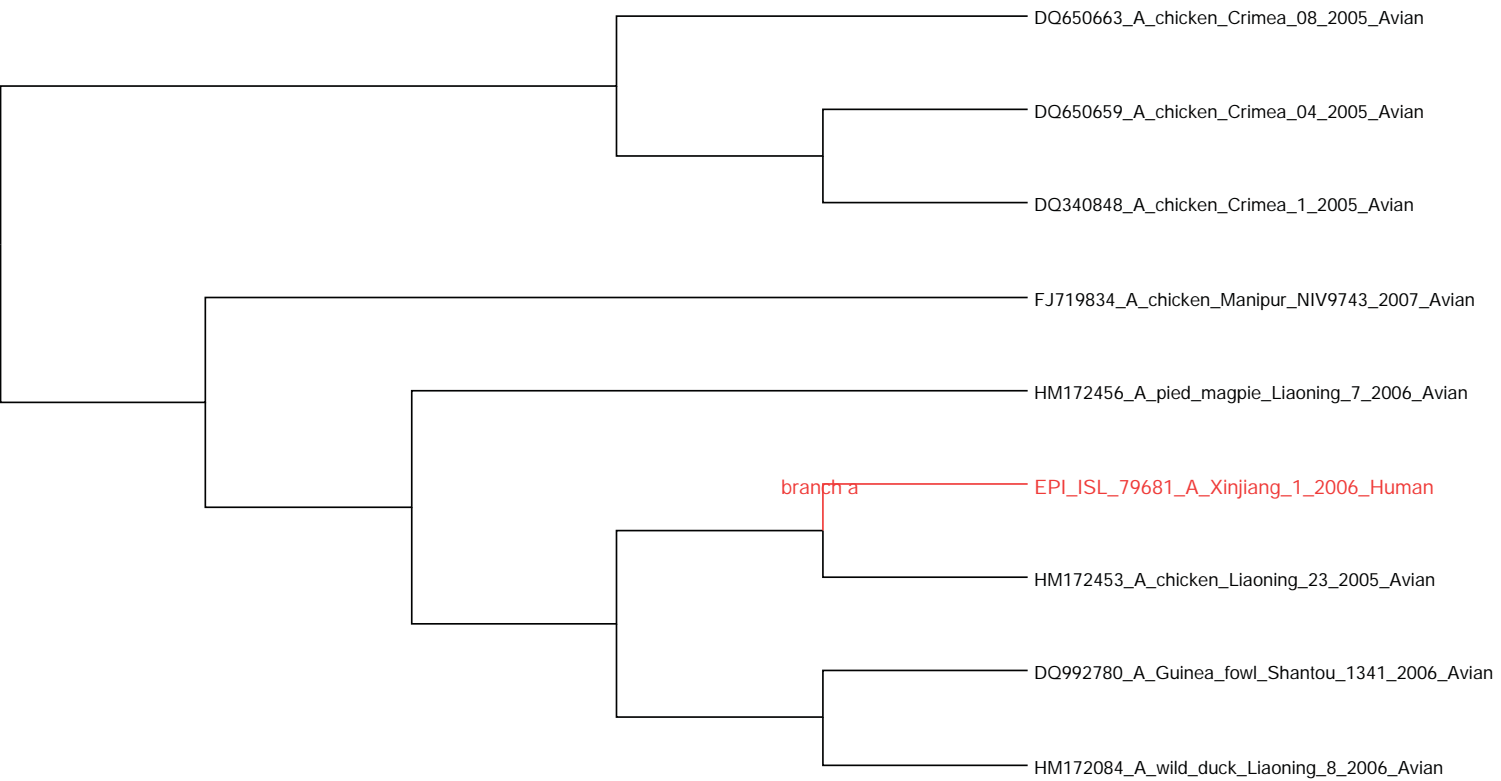 DQ650663_A_chicken_Crimea_08_2005_Avian
DQ650659_A_chicken_Crimea_04_2005_Avian
DQ340848_A_chicken_Crimea_1_2005_Avian
FJ719834_A_chicken_Manipur_NIV9743_2007_Avian
HM172456_A_pied_magpie_Liaoning_7_2006_Avian
branch a EPI_ISL_79681_A_Xinjiang_1_2006_Human
HM172453_A_chicken_Liaoning_23_2005_Avian
DQ992780_A_Guinea_fowl_Shantou_1341_2006_Avian
HM172084_A_wild_duck_Liaoning_8_2006_Avian